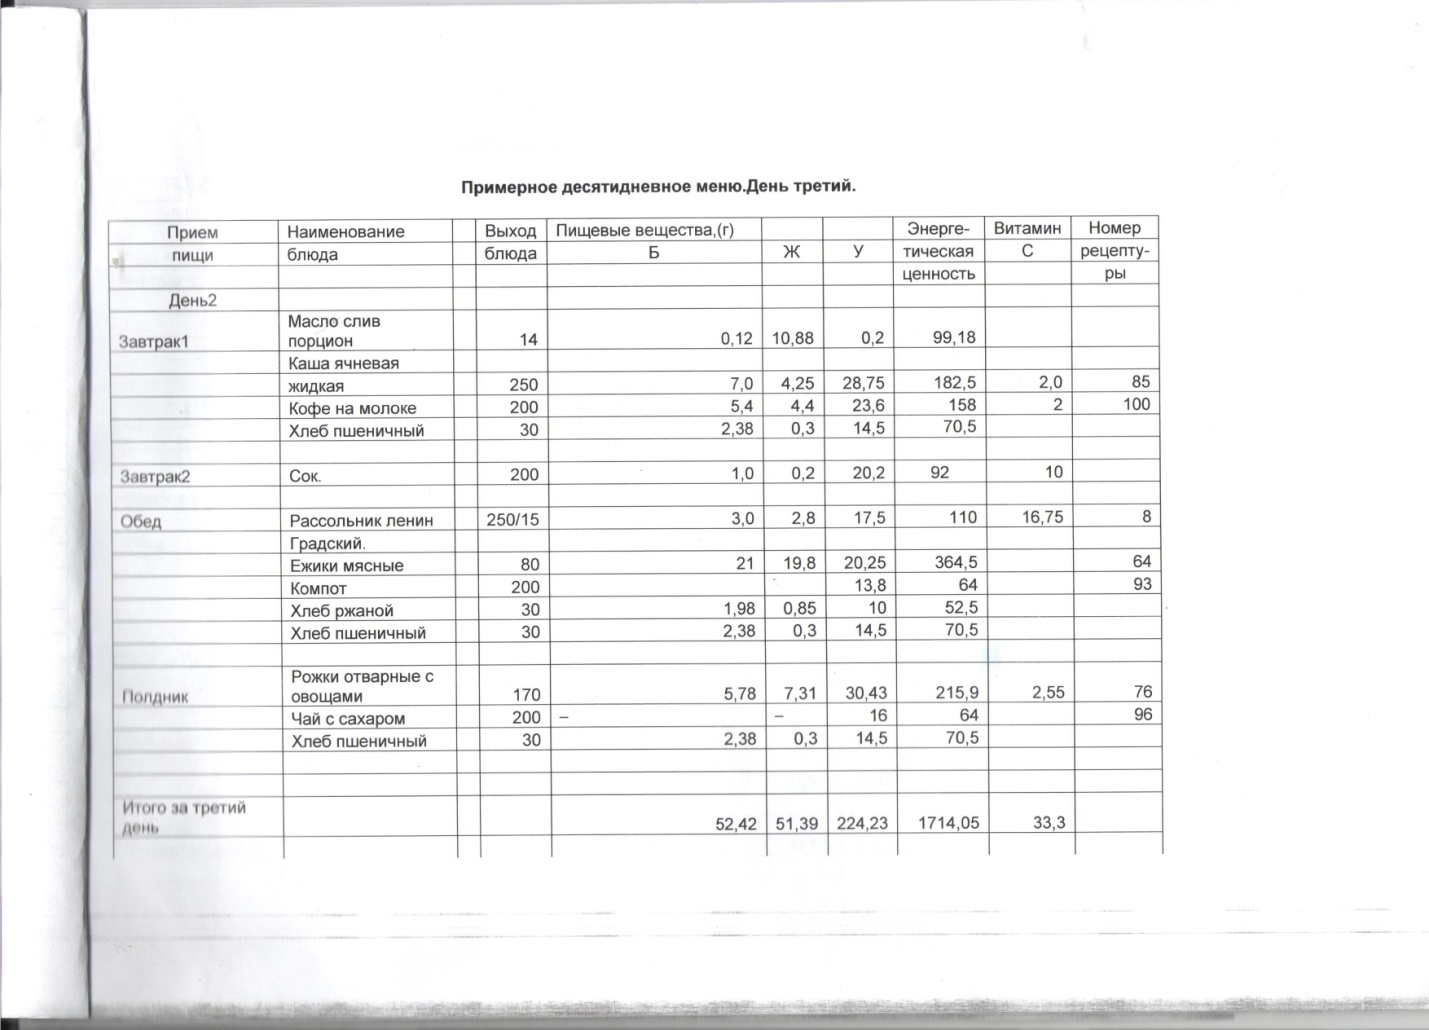 Примерное десятидневное меню.День третий.
Прием Наименование Выход Пищевые вещества,(г) Энерге- Витамин Номер
пищи блюда блюда Б Ж У тическая С рецепту-
ценность ры
День2
Масло слив
Завтрак1 порцион 14 0,12 10,88 0,2 99,18
Каша ячневая
жидкая 250 7,0 4,25 28,75 182,5 2,0 85
Кофе на молоке 200 5,4 4,4 23,6 158 2 100
Хлеб пшеничный 30 2,38 0,3 14,5 70,5
Завтрак2 Сок. 200 1,0 0,2 20,2 92 10
Обед Рассольник ленин 250/15 3,0 2,8 17,5 110 16,75 8
Градский.
Ежики мясные 80 21 19,8 20,25 364,5 64
Компот 200 13,8 64 93
Хлеб ржаной 30 1,98 0,85 10 52,5
Хлеб пшеничный 30 2,38 0,3 14,5 70,5
Рожки отварные с
Полдник овощами 170 5,78 7,31 30,43 215,9 2,55 76
Чай с сахаром 200 – – 16 64 96
Хлеб пшеничный 30 2,38 0,3 14,5 70,5
Итого за третий
день 52,42 51,39 224,23 1714,05 33,3